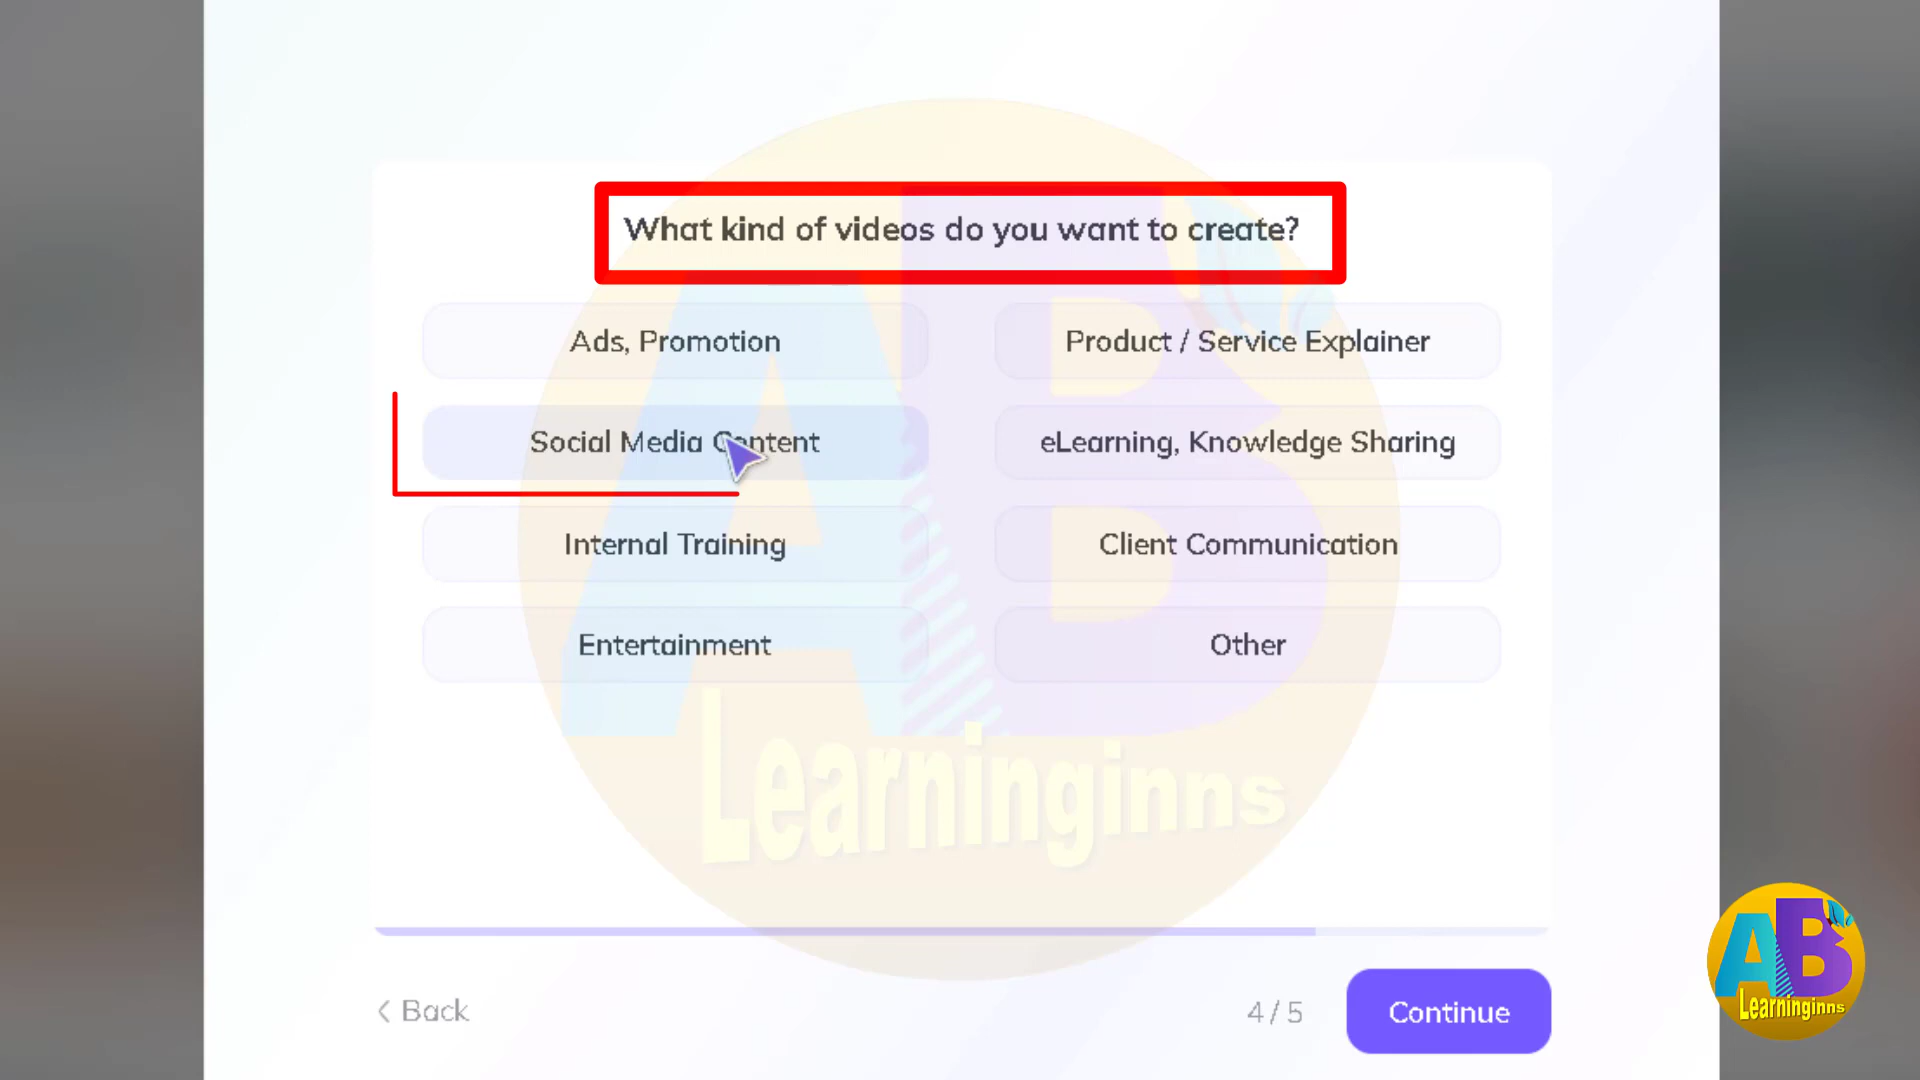 What kind of videos do you want to create?
Ads, Promotion
Product / Service Explainer
Social Media Content
eLearning, Knowledge Sharing
Internal Training
Client Communication
Entertainment
Other
AB
Learninginns
< Back
4 / 5
Continue
AB
Learninginns